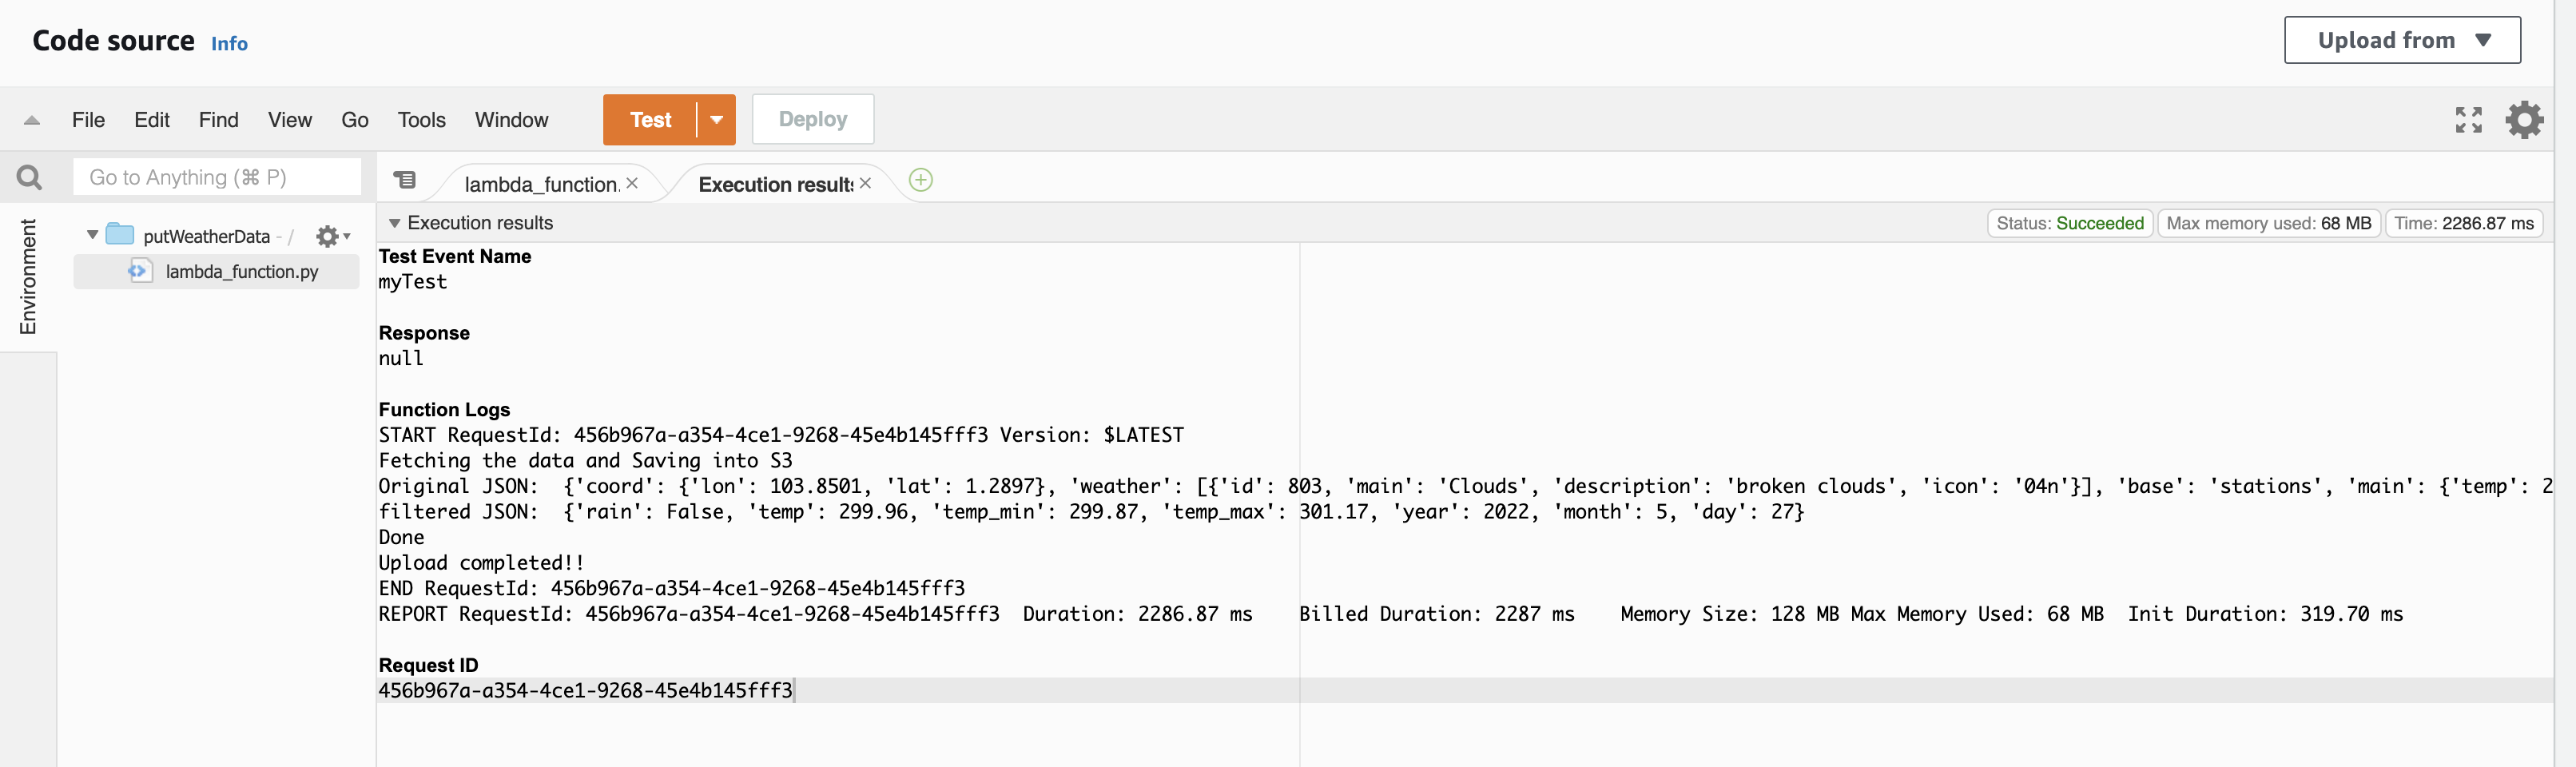 Code source Info
Upload from
File Edit Find View Go Tools Window Test Deploy
Go to Anything (⌘ P)
lambda_function.
Execution results
Environment
putWeatherData - /
lambda_function.py
Execution results
Status: Succeeded Max memory used: 68 MB Time: 2286.87 ms
Test Event Name
myTest
Response
null
Function Logs
START RequestId: 456b967a-a354-4ce1-9268-45e4b145fff3 Version: $LATEST
Fetching the data and Saving into S3
Original JSON:  {'coord': {'lon': 103.8501, 'lat': 1.2897}, 'weather': [{'id': 803, 'main': 'Clouds', 'description': 'broken clouds', 'icon': '04n'}], 'base': 'stations', 'main': {'temp': 2
filtered JSON:  {'rain': False, 'temp': 299.96, 'temp_min': 299.87, 'temp_max': 301.17, 'year': 2022, 'month': 5, 'day': 27}
Done
Upload completed!!
END RequestId: 456b967a-a354-4ce1-9268-45e4b145fff3
REPORT RequestId: 456b967a-a354-4ce1-9268-45e4b145fff3  Duration: 2286.87 ms    Billed Duration: 2287 ms    Memory Size: 128 MB Max Memory Used: 68 MB  Init Duration: 319.70 ms
Request ID
456b967a-a354-4ce1-9268-45e4b145fff3